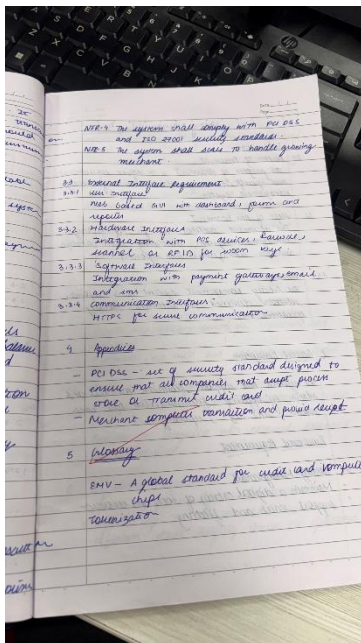 Date
NFR-4 The system shall comply with PCI DSS
and ISO 27001 security standards.
NFR-5 The system shall scale to handle growing
merchant
3.3 External Interface Requirement
3.3.1 User Interface
Web based GUI with dashboard, forms and
reports
3.3.2 Hardware Interfaces
Integration with POS devices, Barcode,
scanner, or RFID for room keys
3.3.3 Software Interfaces
Integration with payment gateways, email
and sms
3.3.4 Communication Interfaces:
HTTPS for secure communication
4 Appendices
- PCI DSS - set of security standard designed to
ensure that all companies that accept process
store or transmit credit card
- Merchant completes transaction and provid receipt
5 Glossary
EMV - A global standard for credit card
chips
Tokenization